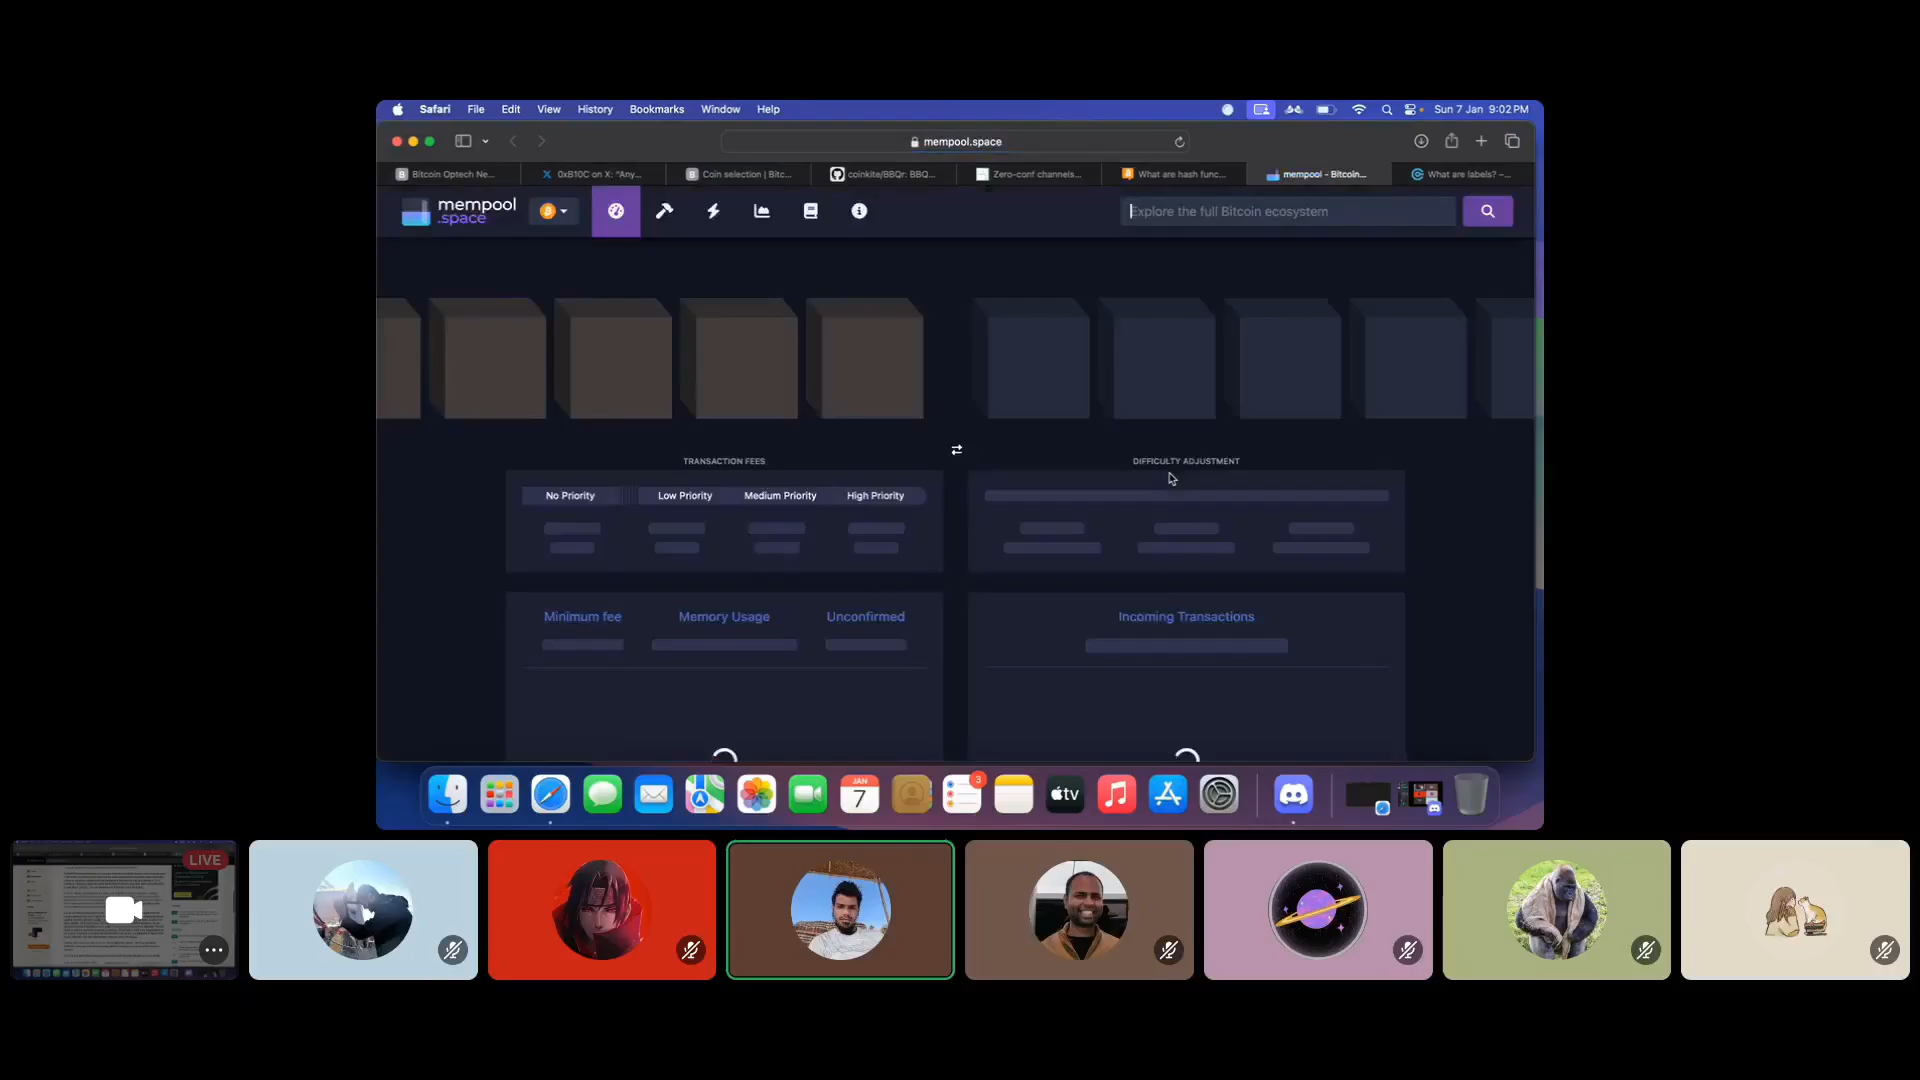 Safari File Edit View History Bookmarks Window Help Sun 7 Jan 9:02 PM
mempool.space
Bitcoin Optech Ne... 0xB10C on X: “Any... Coin selection | Bitc... coinkite/BBQr: BBQ... Zero-conf channels... What are hash func... mempool - Bitcoin... What are labels? –...
mempool
.space
Explore the full Bitcoin ecosystem
TRANSACTION FEES
No Priority Low Priority Medium Priority High Priority
DIFFICULTY ADJUSTMENT
Minimum fee Memory Usage Unconfirmed
Incoming Transactions
JAN
7
3
tv
LIVE